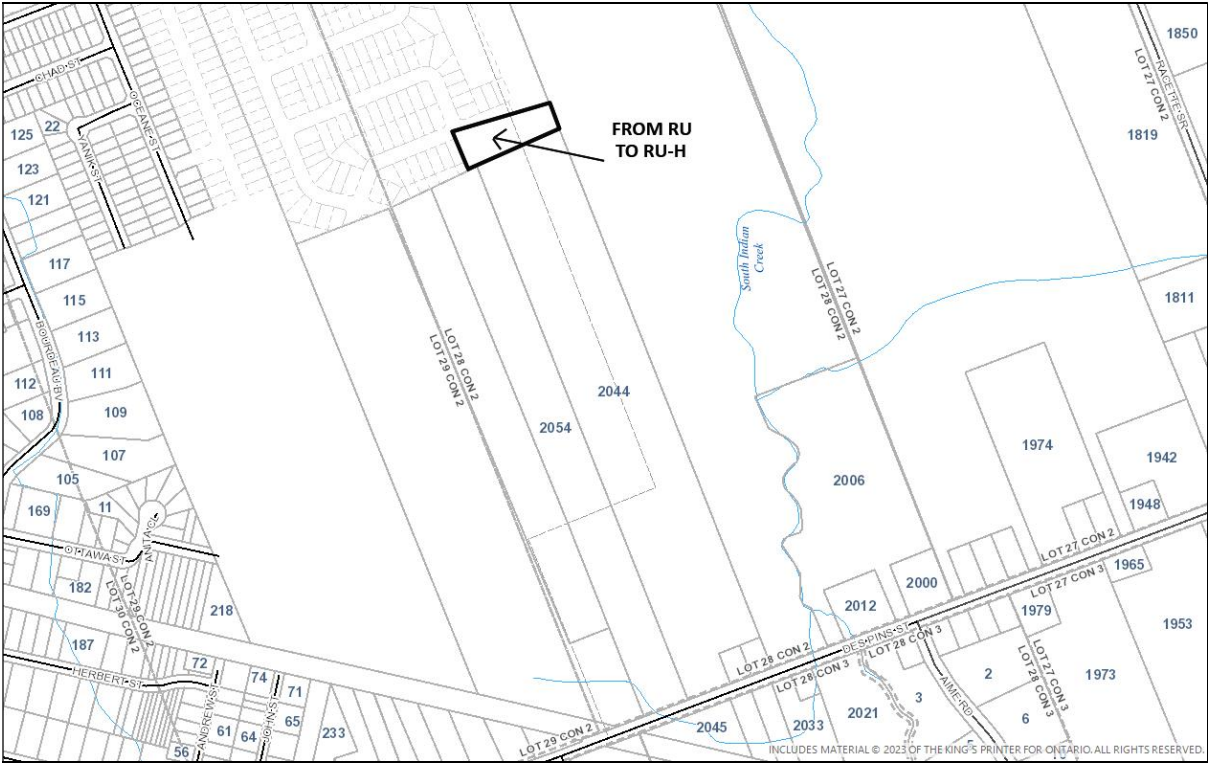 1850
RACETTE SR
LOT 27 CON 2
CHAD ST
OCEANE ST
22
125
YANIK ST
123
121
1819
FROM RU
TO RU-H
117
South Indian
Creek
115
LOT 27 CON 2
LOT 28 CON 2
1811
BOURDEAU BV
113
111
112
108
109
LOT 28 CON 2
LOT 29 CON 2
2044
2054
107
1974
1942
105
2006
169
11
1948
ANITA CL
OTTAWA ST
LOT 27 CON 2
LOT 27 CON 3
1965
182
LOT 29 CON 2
LOT 30 CON 2
218
2000
2012
1979
1953
187
DES PINS ST
LOT 28 CON 2
LOT 28 CON 3
LOT 28 CON 3
LOT 27 CON 3
LOT 28 CON 3
72
74
HERBERT ST
71
2
1973
3
AIME RD
ANDREW ST
JOHN ST
61
65
64
233
2045
2033
2021
6
56
LOT 29 CON 2
INCLUDES MATERIAL © 2023 OF THE KING'S PRINTER FOR ONTARIO. ALL RIGHTS RESERVED.